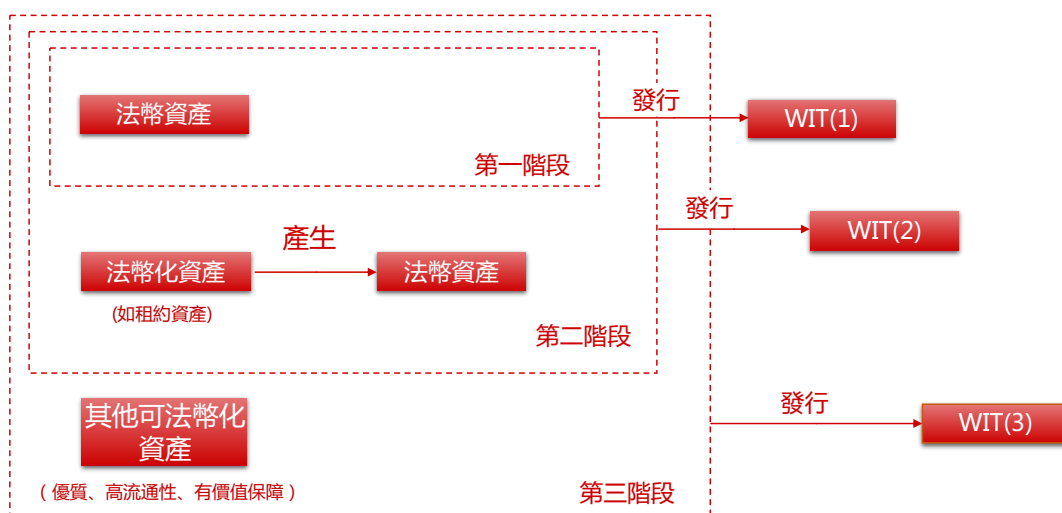 法幣資產
發行
WIT(1)
第一階段
產生
發行
WIT(2)
法幣化資產
法幣資產
(如租約資產)
第二階段
其他可法幣化
資產
發行
WIT(3)
（優質、高流通性、有價值保障）
第三階段